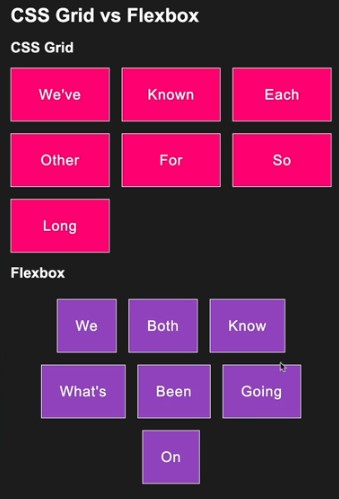 CSS Grid vs Flexbox
CSS Grid
We've Known Each
Other For So
Long
Flexbox
We Both Know
What's Been Going
On